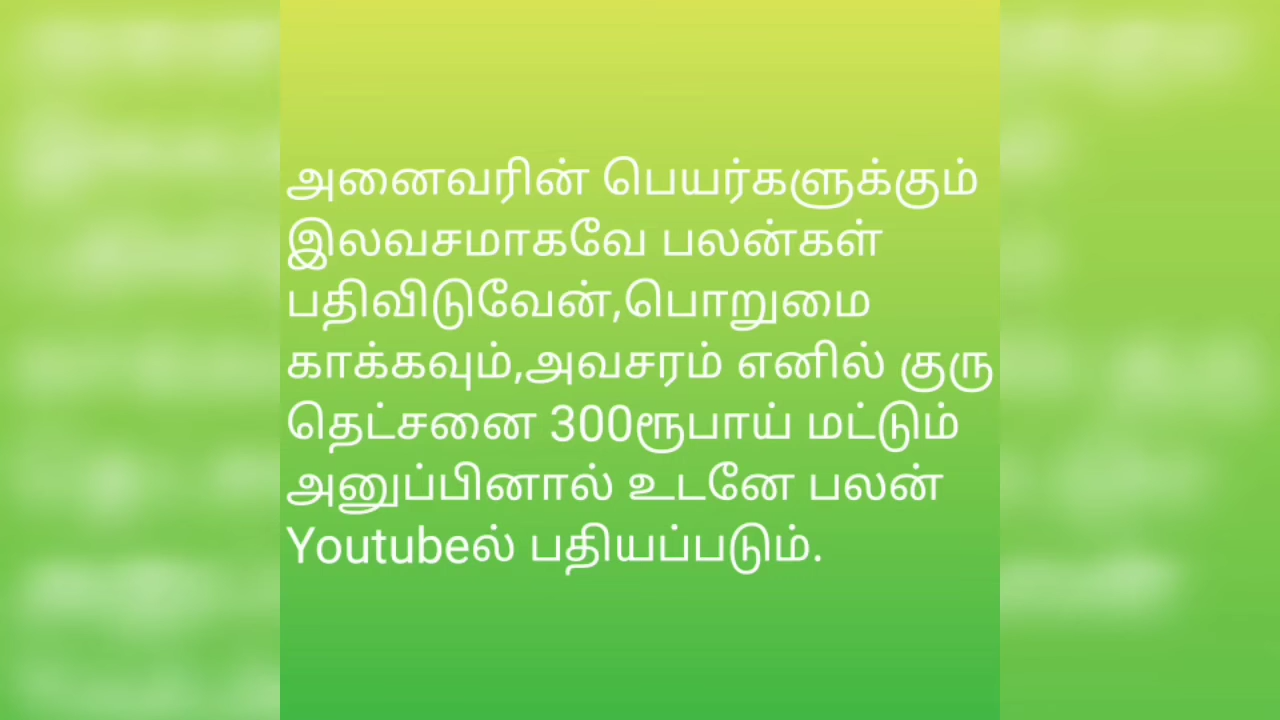 அனைவரின் பெயர்களுக்கும்
இலவசமாகவே பலன்கள்
பதிவிடுவேன்,பொறுமை
காக்கவும்,அவசரம் எனில் குரு
தெட்சனை 300ரூபாய் மட்டும்
அனுப்பினால் உடனே பலன்
Youtubeல் பதியப்படும்.